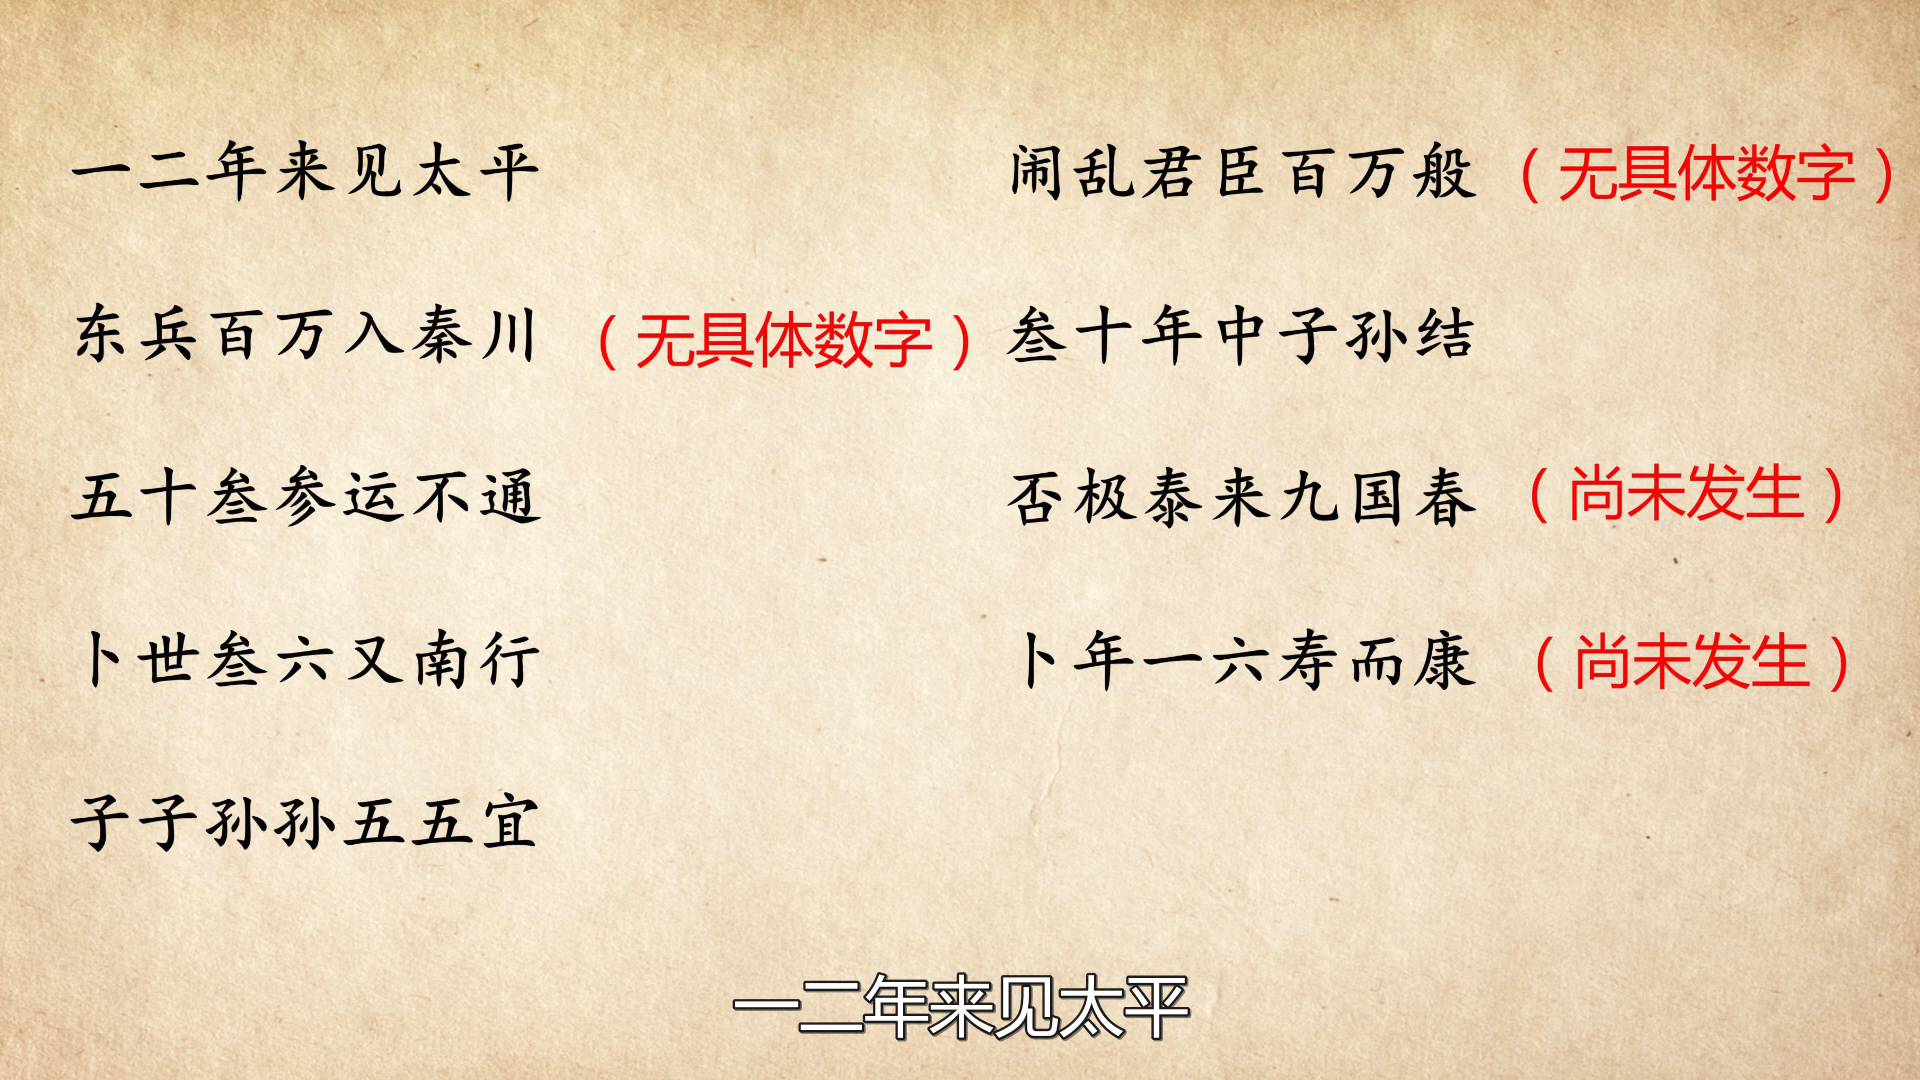 一二年来见太平
闹乱君臣百万般（无具体数字）
东兵百万入秦川（无具体数字）
叁十年中子孙结
五十叁参运不通
否极泰来九国春（尚未发生）
卜世叁六又南行
卜年一六寿而康（尚未发生）
子子孙孙五五宜
一二年来见太平